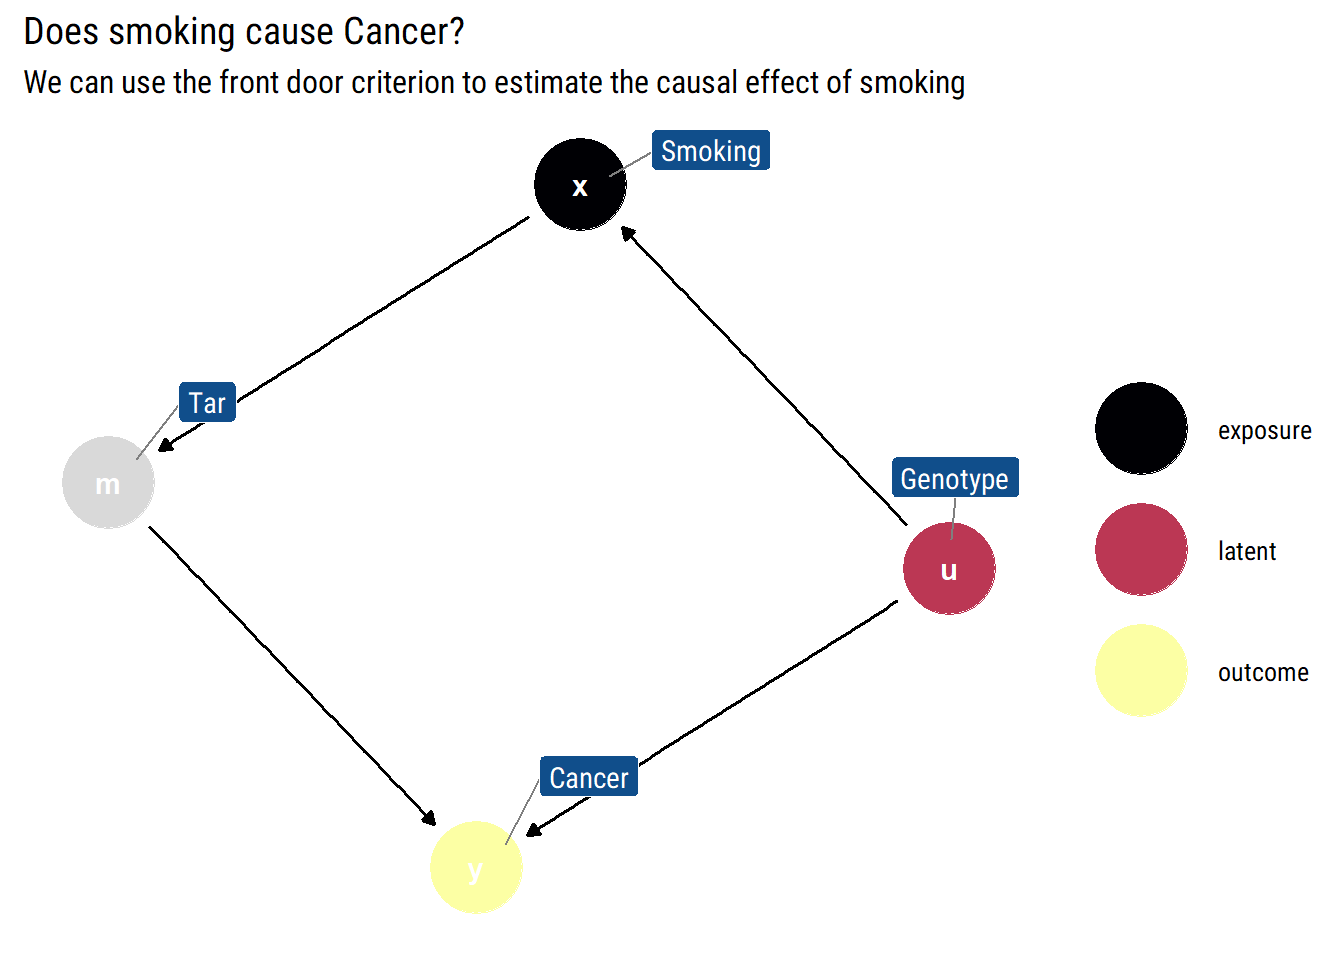 Does smoking cause Cancer?
We can use the front door criterion to estimate the causal effect of smoking
Smoking
x
Tar
m
Genotype
u
Cancer
y
exposure
latent
outcome